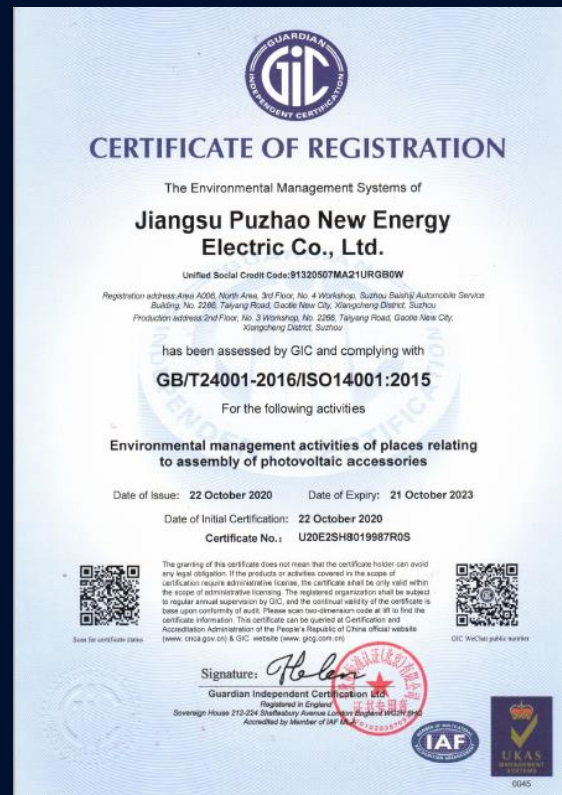 GUARDIAN
GIC
INDEPENDENT CERTIFICATION
CERTIFICATE OF REGISTRATION
The Environmental Management Systems of
Jiangsu Puzhao New Energy
Electric Co., Ltd.
Unified Social Credit Code:91320507MA21URGB0W
Registration address:Area A006, North Area, 3rd Floor, No. 4 Workshop, Suzhou Baishiji Automobile Service
Building, No. 2266, Taiyang Road, Gaotie New City, Xiangcheng District, Suzhou
Production address:2nd Floor, No. 3 Workshop, No. 2266, Taiyang Road, Gaotie New City,
Xiangcheng District, Suzhou
has been assessed by GIC and complying with
GB/T24001-2016/ISO14001:2015
For the following activities
Environmental management activities of places relating
to assembly of photovoltaic accessories
Date of Issue: 22 October 2020 Date of Expiry: 21 October 2023
Date of Initial Certification: 22 October 2020
Certificate No.: U20E2SH8019987R0S
The granting of this certificate does not mean that the certificate holder can avoid
any legal obligation. If the products or activities covered in the scope of
certification require administrative license, the certificate shall be only valid within
the scope of administrative licensing. The registered organization shall be subject
to regular annual supervision by GIC, and the continual validity of the certificate is
base upon conformity of audit. Please scan two-dimension code at lift to find the
certificate information. This certificate can be queried at Certification and
Accreditation Administration of the People's Republic of China official website
(www. cnca.gov.cn) & GIC. website (www. gicg.com.cn)
Scan for certificate status
GIC WeChat public number
Signature: Helen
Guardian Independent Certification Ltd
Registered in England
Sovereign House 212-224 Shaftesbury Avenue London England WC2H 8HQ
Accredited by Member of IAF MLA
证书专用章
IAF
UKAS
MANAGEMENT
SYSTEMS
0045